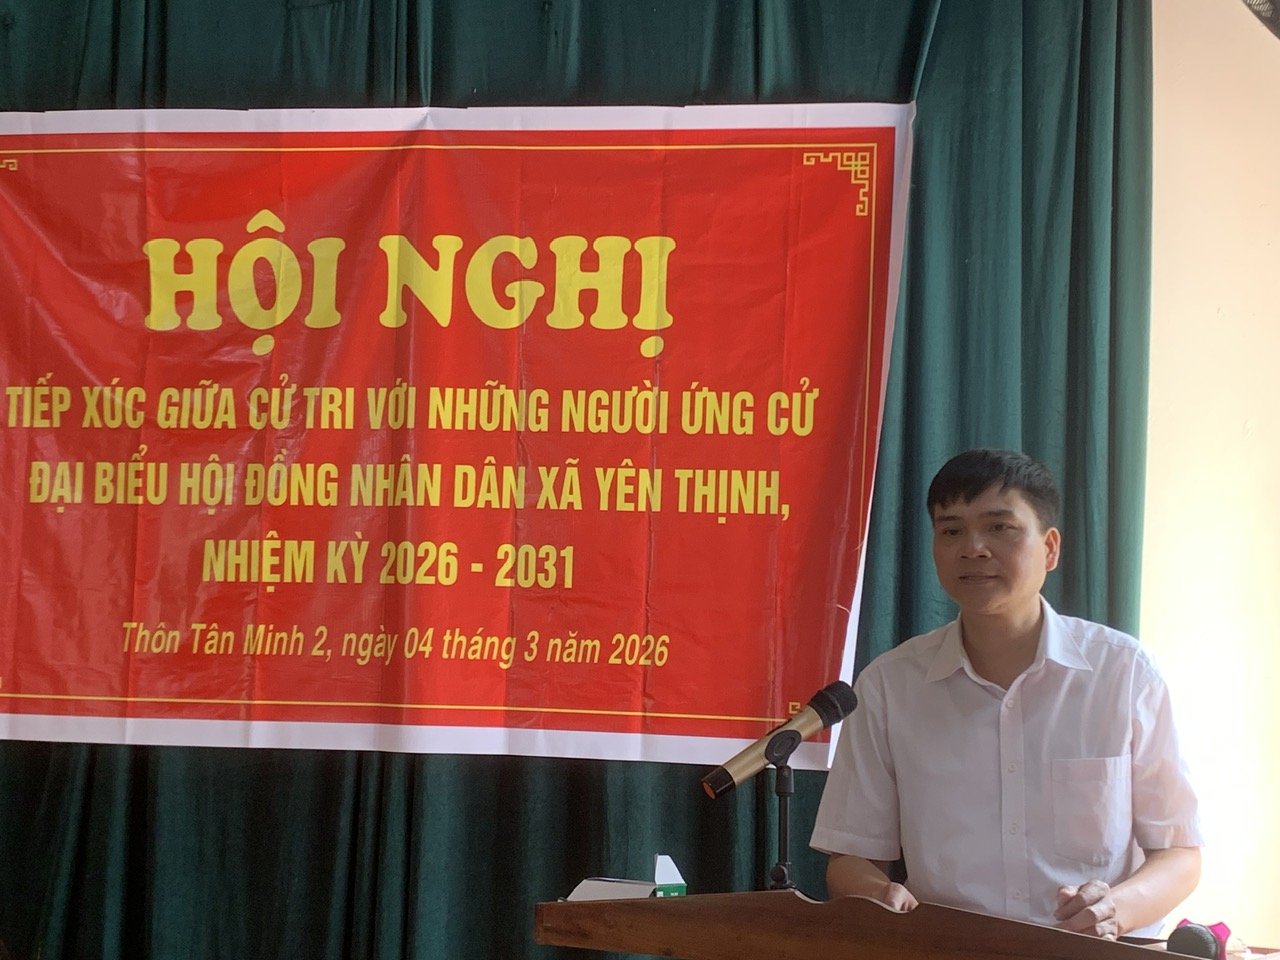 HỘI NGHỊ
TIẾP XÚC GIỮA CỬ TRI VỚI NHỮNG NGƯỜI ỨNG CỬ
ĐẠI BIỂU HỘI ĐỒNG NHÂN DÂN XÃ YÊN THỊNH,
NHIỆM KỲ 2026 - 2031
Thôn Tân Minh 2, ngày 04 tháng 3 năm 2026